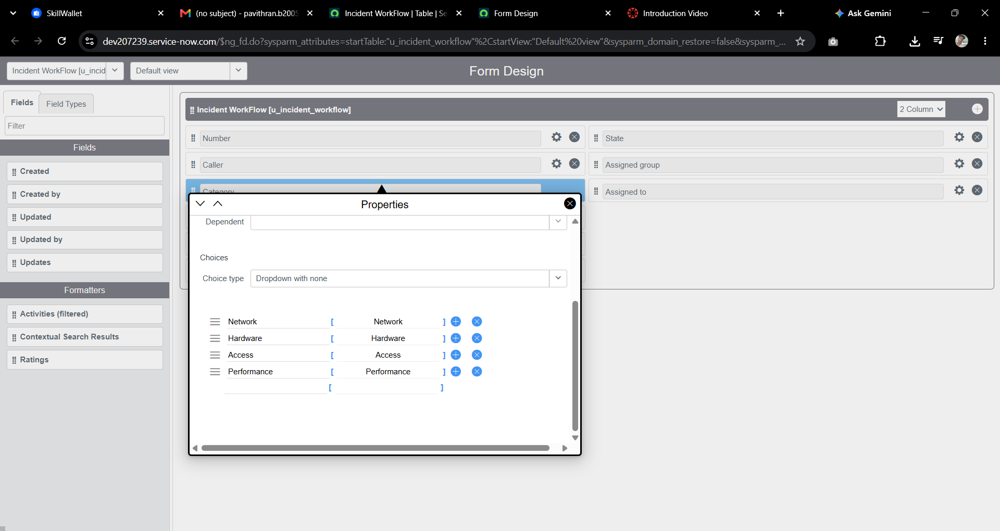 SkillWallet
(no subject) - pavithran.b2005
Incident WorkFlow | Table | Se
Form Design
Introduction Video
Ask Gemini
dev207239.service-now.com/$ng_fd.do?sysparm_attributes=startTable:"u_incident_workflow"%2CstartView:"Default%20view"&sysparm_domain_restore=false&sysparm_...
Incident WorkFlow [u_incid
Default view
Form Design
Fields
Field Types
Filter
Fields
Created
Created by
Updated
Updated by
Updates
Formatters
Activities (filtered)
Contextual Search Results
Ratings
Incident WorkFlow [u_incident_workflow]
2 Column
Number
State
Caller
Assigned group
Category
Assigned to
Properties
Dependent
Choices
Choice type
Dropdown with none
Network [ Network ]
Hardware [ Hardware ]
Access [ Access ]
Performance [ Performance ]
[ ]